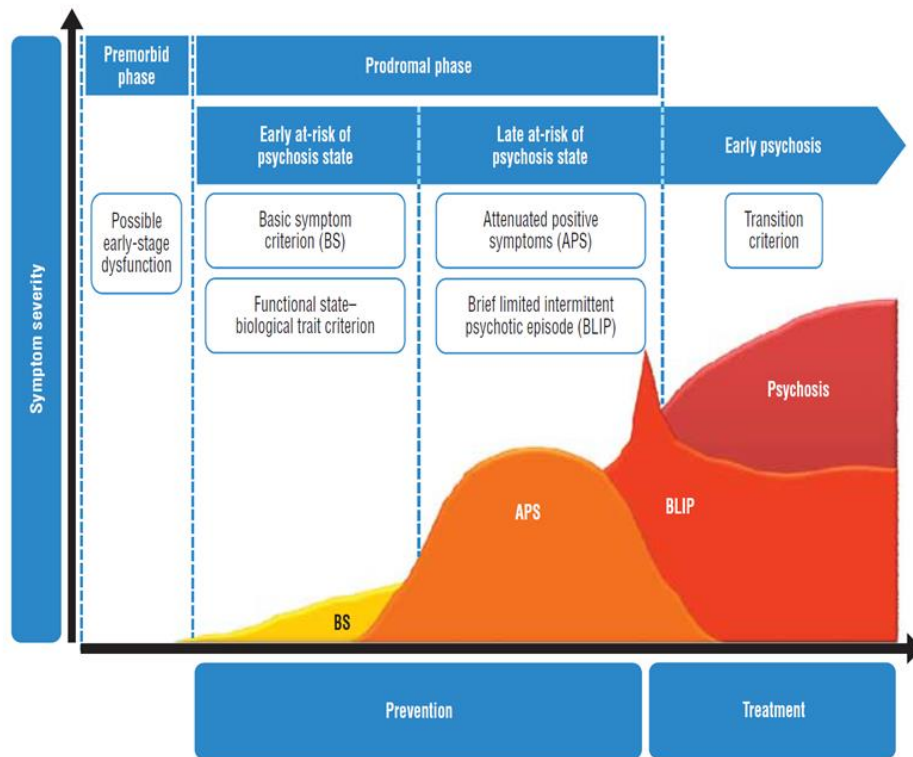 Premorbid
phase
Prodromal phase
Early at-risk of
psychosis state
Late at-risk of
psychosis state
Early psychosis
Possible
early-stage
dysfunction
Basic symptom
criterion (BS)
Attenuated positive
symptoms (APS)
Transition
criterion
Functional state–
biological trait criterion
Brief limited intermittent
psychotic episode (BLIP)
Symptom severity
Psychosis
APS
BLIP
BS
Prevention
Treatment